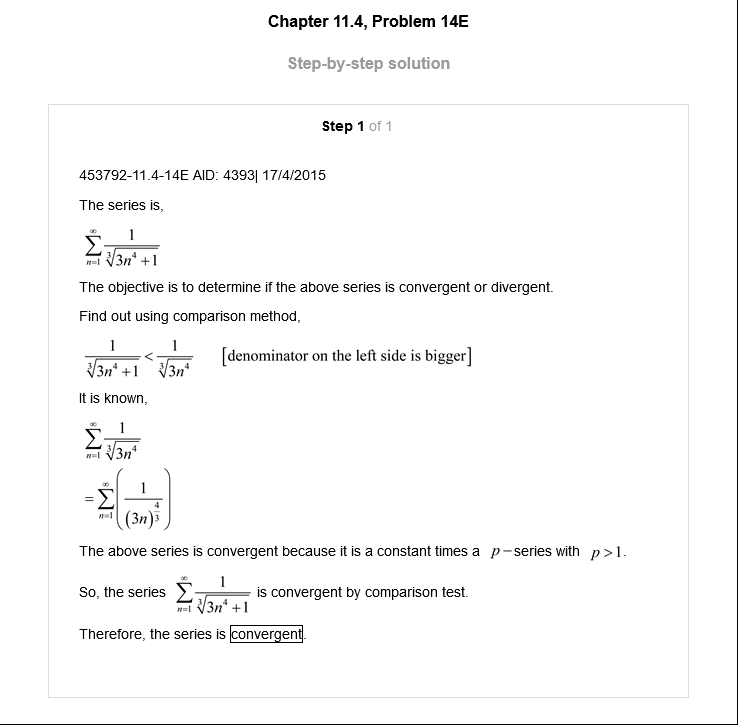 Chapter 11.4, Problem 14E
Step-by-step solution
Step 1 of 1
453792-11.4-14E AID: 4393| 17/4/2015
The series is,
$\sum_{n=1}^{\infty} \frac{1}{\sqrt[3]{3n^4+1}}$
The objective is to determine if the above series is convergent or divergent.
Find out using comparison method,
$\frac{1}{\sqrt[3]{3n^4+1}} < \frac{1}{\sqrt[3]{3n^4}}$ [denominator on the left side is bigger]
It is known,
$\sum_{n=1}^{\infty} \frac{1}{\sqrt[3]{3n^4}}$
$= \sum_{n=1}^{\infty} \left( \frac{1}{(3n)^{\frac{4}{3}}} \right)$
The above series is convergent because it is a constant times a p−series with p>1.
So, the series $\sum_{n=1}^{\infty} \frac{1}{\sqrt[3]{3n^4+1}}$ is convergent by comparison test.
Therefore, the series is convergent.